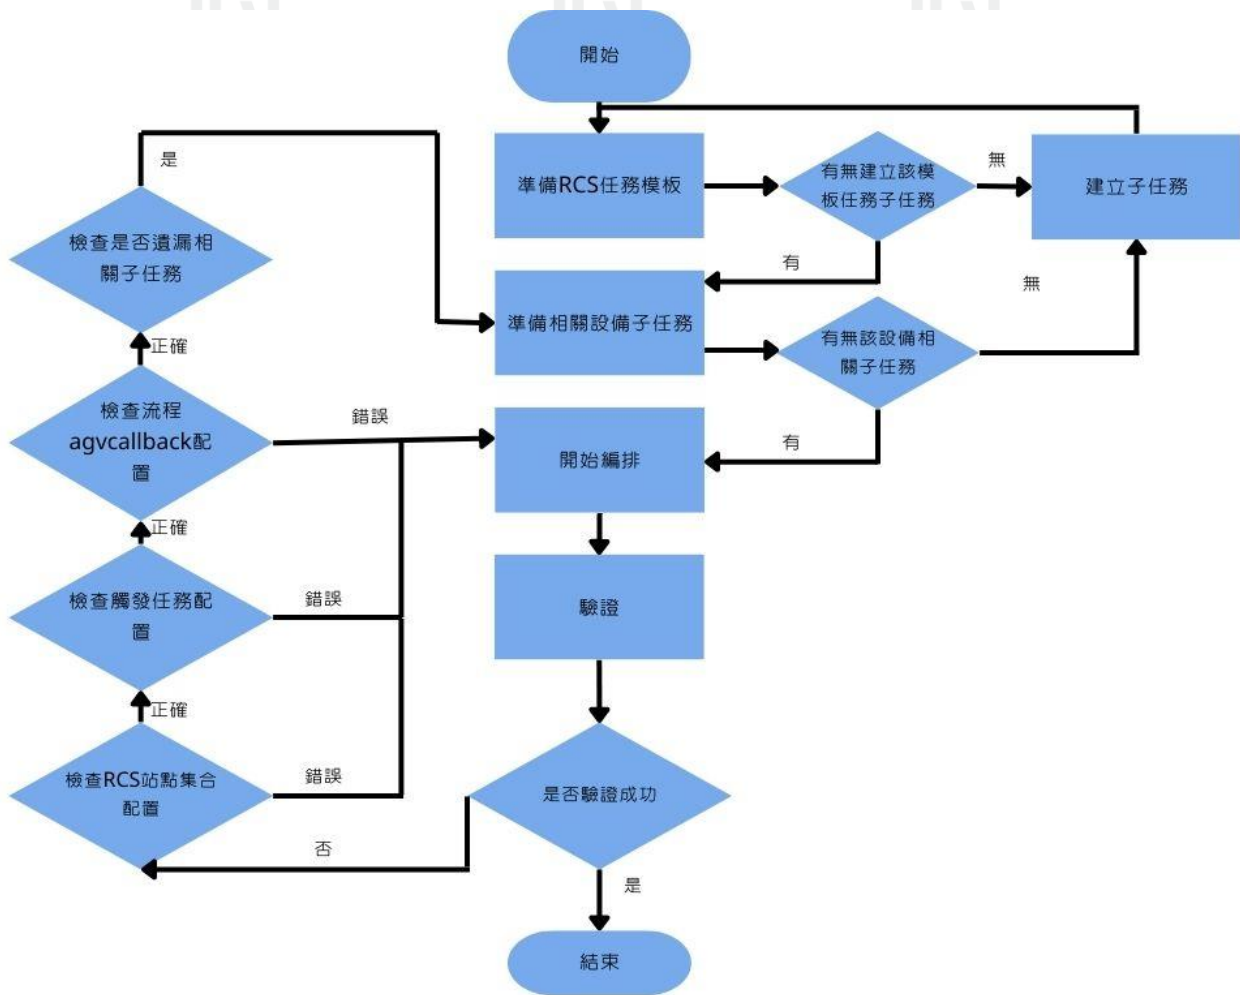 開始
準備RCS任務模板
有無建立該模
板任務子任務
無
建立子任務
有
是
檢查是否遺漏相
關子任務
準備相關設備子任務
有無該設備相
關子任務
無
有
正確
檢查流程
agvcallback配
置
錯誤
開始編排
正確
檢查觸發任務配
置
錯誤
驗證
正確
檢查RCS站點集合
配置
錯誤
是否驗證成功
否
是
結束